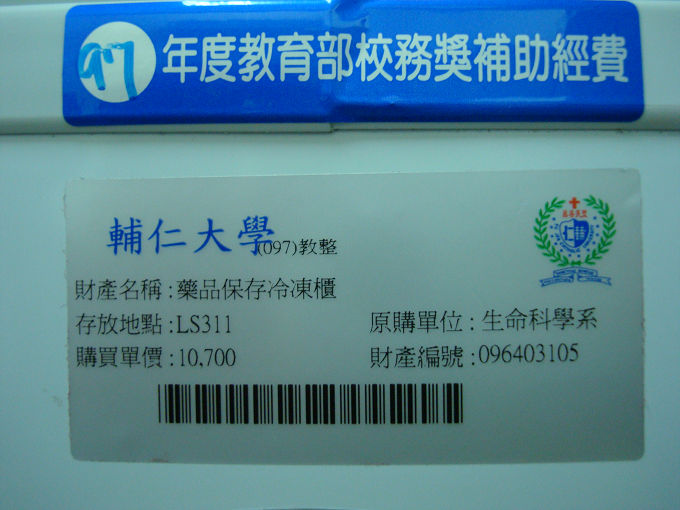 97年度教育部校務獎補助經費
輔仁大學(097)教整
財產名稱:藥品保存冷凍櫃
存放地點:LS311 原購單位:生命科學系
購買單價:10,700 財產編號:096403105